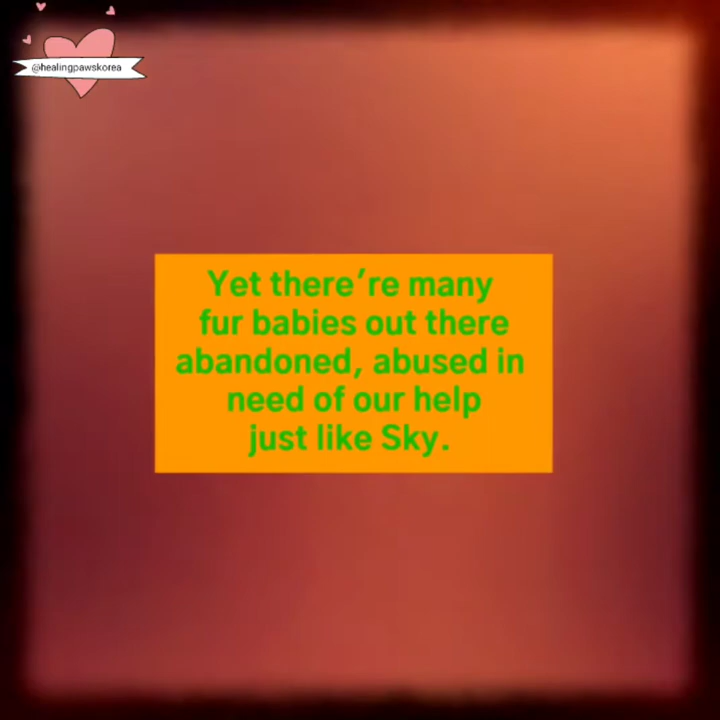 @healingpawskorea
Yet there're many
fur babies out there
abandoned, abused in
need of our help
just like Sky.